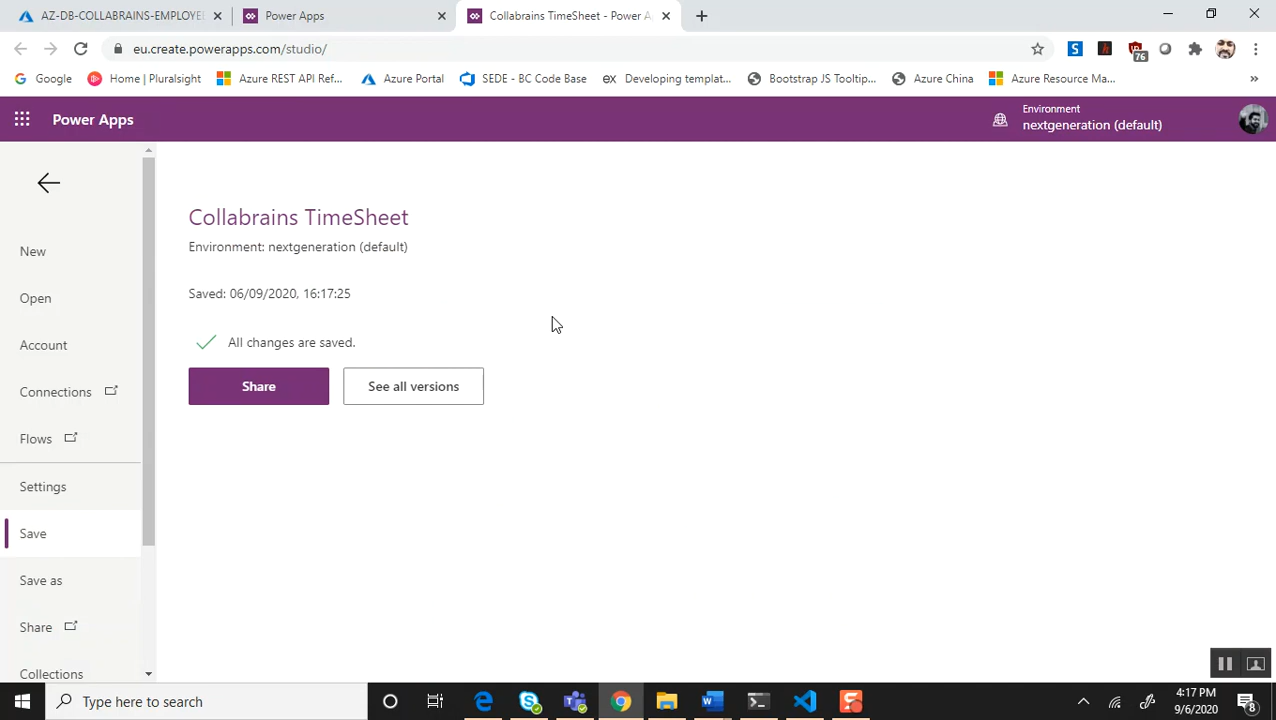 AZ-DB-COLLABRAINS-EMPLOYEE
Power Apps
Collabrains TimeSheet - Power A
eu.create.powerapps.com/studio/
S
h
76
Google
Home | Pluralsight
Azure REST API Ref...
Azure Portal
SEDE - BC Code Base
ex
Developing templat...
Bootstrap JS Tooltip...
Azure China
Azure Resource Ma...
»
Power Apps
Environment
nextgeneration (default)
Collabrains TimeSheet
Environment: nextgeneration (default)
Saved: 06/09/2020, 16:17:25
All changes are saved.
Share
See all versions
New
Open
Account
Connections
Flows
Settings
Save
Save as
Share
Collections
Type here to search
4:17 PM
9/6/2020
8